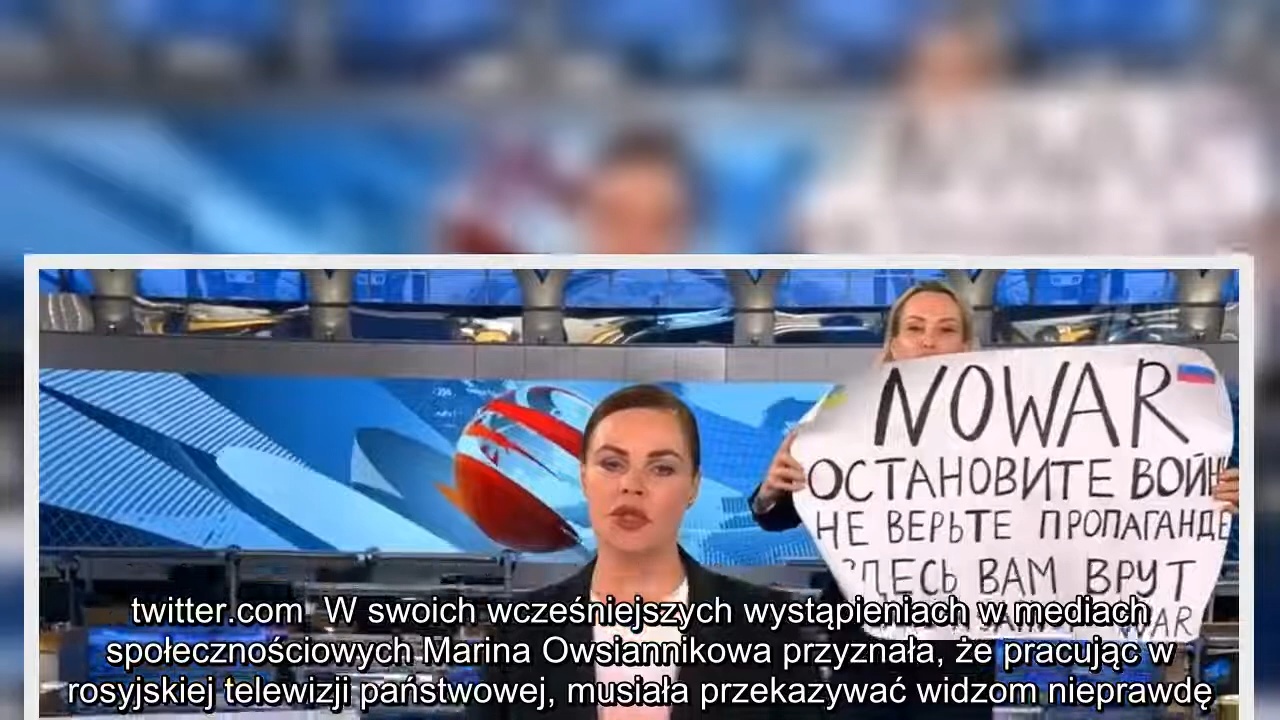 NOWAR
ОСТАНОВИТЕ ВОЙН
НЕ ВЕРЬТЕ ПРОПАГАНДЕ
ЗДЕСЬ ВАМ ВРУТ
WAR
twitter.com W swoich wcześniejszych wystąpieniach w mediach
społecznościowych Marina Owsiannikowa przyznała, że pracując w
rosyjskiej telewizji państwowej, musiała przekazywać widzom nieprawdę